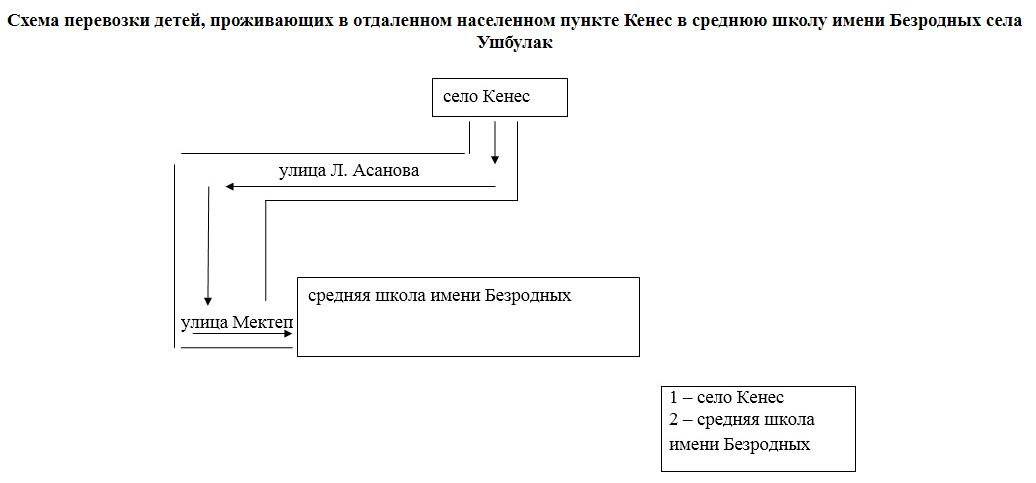 Схема перевозки детей, проживающих в отдаленном населенном пункте Кенес в среднюю школу имени Безродных села
Ушбулак
село Кенес
улица Л. Асанова
средняя школа имени Безродных
улица Мектеп
1 – село Кенес
2 – средняя школа
имени Безродных